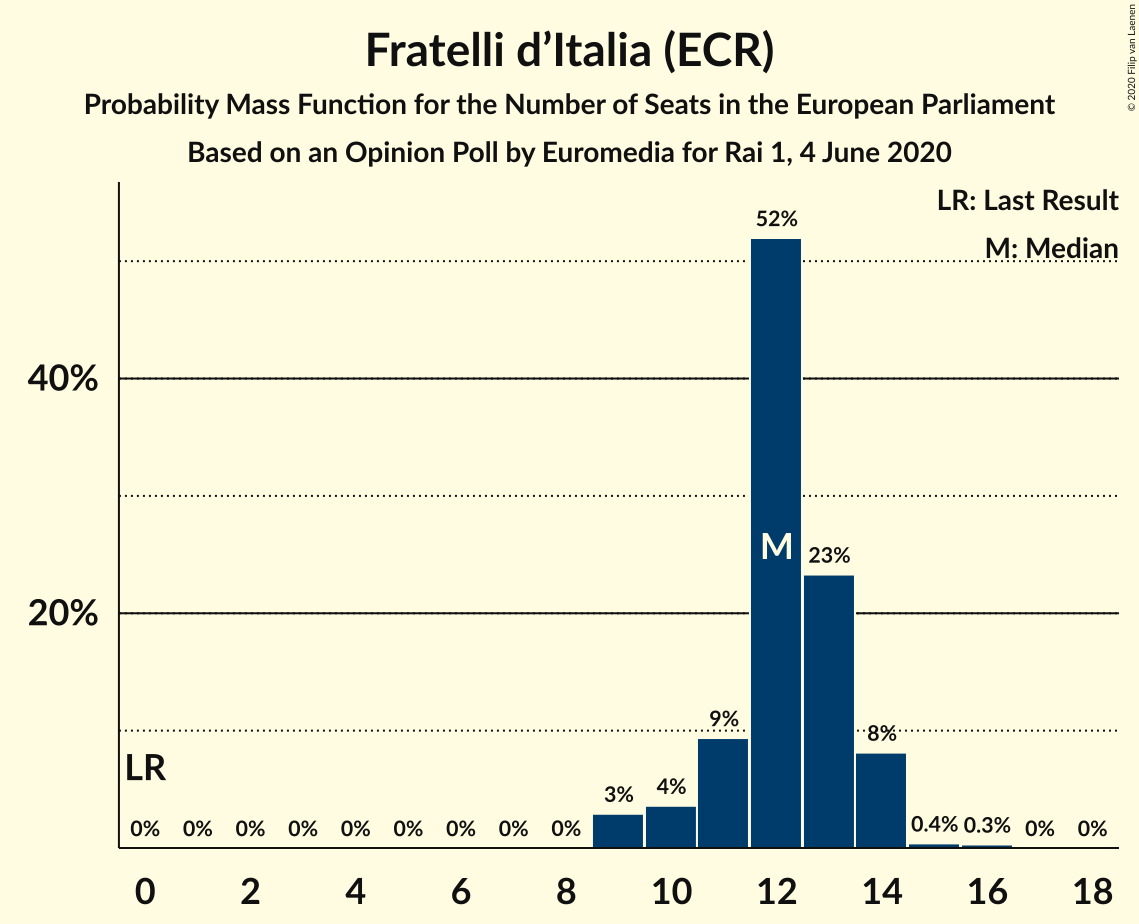 Fratelli d’Italia (ECR)
Probability Mass Function for the Number of Seats in the European Parliament
Based on an Opinion Poll by Euromedia for Rai 1, 4 June 2020
© 2020 Filip van Laenen
LR: Last Result
M: Median
52%
40%
M
23%
20%
9%
8%
LR
3%
4%
0% 0% 0% 0% 0% 0% 0% 0% 0% 0.4% 0.3% 0% 0%
0 2 4 6 8 10 12 14 16 18